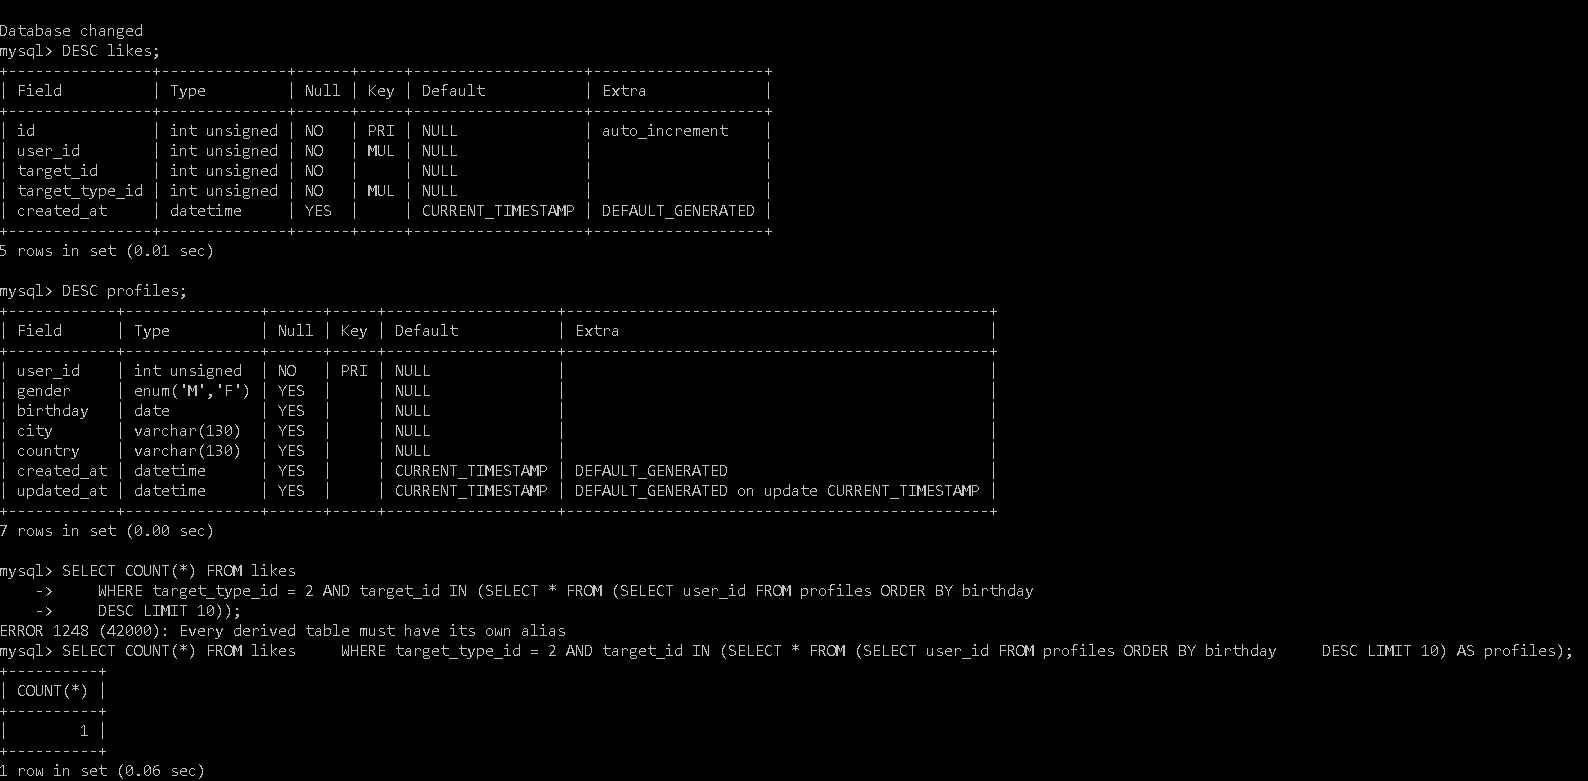 Database changed
mysql> DESC likes;
+----------------+--------------+------+-----+-------------------+-------------------+
| Field          | Type         | Null | Key | Default           | Extra             |
+----------------+--------------+------+-----+-------------------+-------------------+
| id             | int unsigned | NO   | PRI | NULL              | auto_increment    |
| user_id        | int unsigned | NO   | MUL | NULL              |                   |
| target_id      | int unsigned | NO   |     | NULL              |                   |
| target_type_id | int unsigned | NO   | MUL | NULL              |                   |
| created_at     | datetime     | YES  |     | CURRENT_TIMESTAMP | DEFAULT_GENERATED |
+----------------+--------------+------+-----+-------------------+-------------------+
5 rows in set (0.01 sec)
mysql> DESC profiles;
+------------+---------------+------+-----+-------------------+-----------------------------------------------+
| Field      | Type          | Null | Key | Default           | Extra                                         |
+------------+---------------+------+-----+-------------------+-----------------------------------------------+
| user_id    | int unsigned  | NO   | PRI | NULL              |                                               |
| gender     | enum('M','F') | YES  |     | NULL              |                                               |
| birthday   | date          | YES  |     | NULL              |                                               |
| city       | varchar(130)  | YES  |     | NULL              |                                               |
| country    | varchar(130)  | YES  |     | NULL              |                                               |
| created_at | datetime      | YES  |     | CURRENT_TIMESTAMP | DEFAULT_GENERATED                             |
| updated_at | datetime      | YES  |     | CURRENT_TIMESTAMP | DEFAULT_GENERATED on update CURRENT_TIMESTAMP |
+------------+---------------+------+-----+-------------------+-----------------------------------------------+
7 rows in set (0.00 sec)
mysql> SELECT COUNT(*) FROM likes
    ->     WHERE target_type_id = 2 AND target_id IN (SELECT * FROM (SELECT user_id FROM profiles ORDER BY birthday
    ->     DESC LIMIT 10));
ERROR 1248 (42000): Every derived table must have its own alias
mysql> SELECT COUNT(*) FROM likes     WHERE target_type_id = 2 AND target_id IN (SELECT * FROM (SELECT user_id FROM profiles ORDER BY birthday     DESC LIMIT 10) AS profiles);
+----------+
| COUNT(*) |
+----------+
|        1 |
+----------+
1 row in set (0.06 sec)